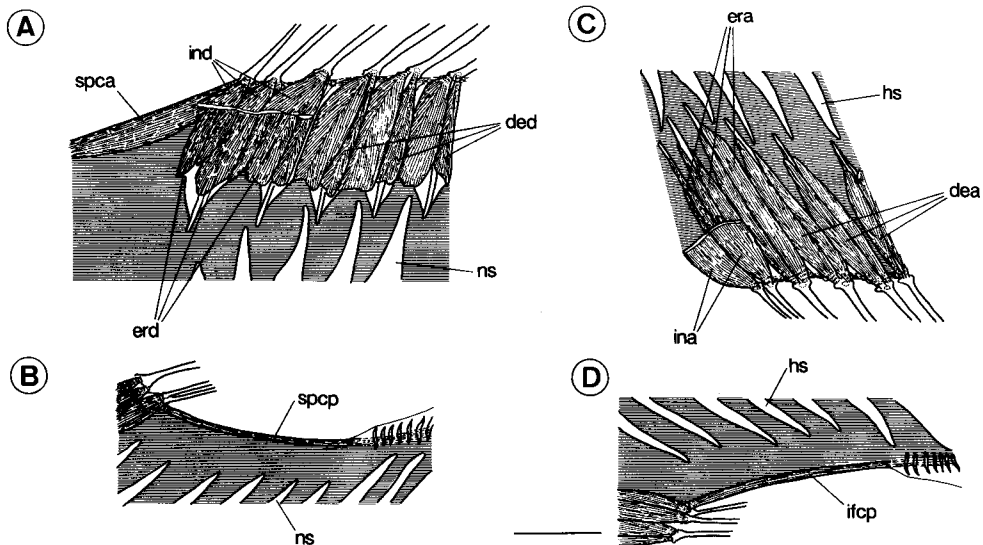 A
ind
spca
ded
ns
erd
B
spcp
ns
C
era
hs
dea
ina
D
hs
ifcp